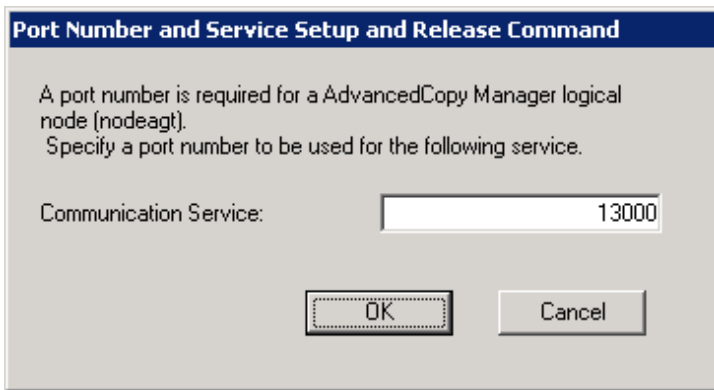 Port Number and Service Setup and Release Command
A port number is required for a AdvancedCopy Manager logical
node (nodeagt).
Specify a port number to be used for the following service.
Communication Service:
13000
OK
Cancel